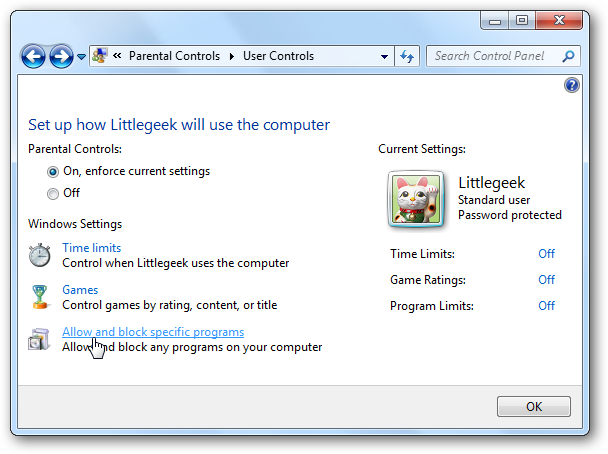 « Parental Controls User Controls
Search Control Panel
Set up how Littlegeek will use the computer
Parental Controls:
On, enforce current settings
Off
Windows Settings
Time limits
Control when Littlegeek uses the computer
Games
Control games by rating, content, or title
Allow and block specific programs
Allow and block any programs on your computer
Current Settings:
Littlegeek
Standard user
Password protected
Time Limits: Off
Game Ratings: Off
Program Limits: Off
OK